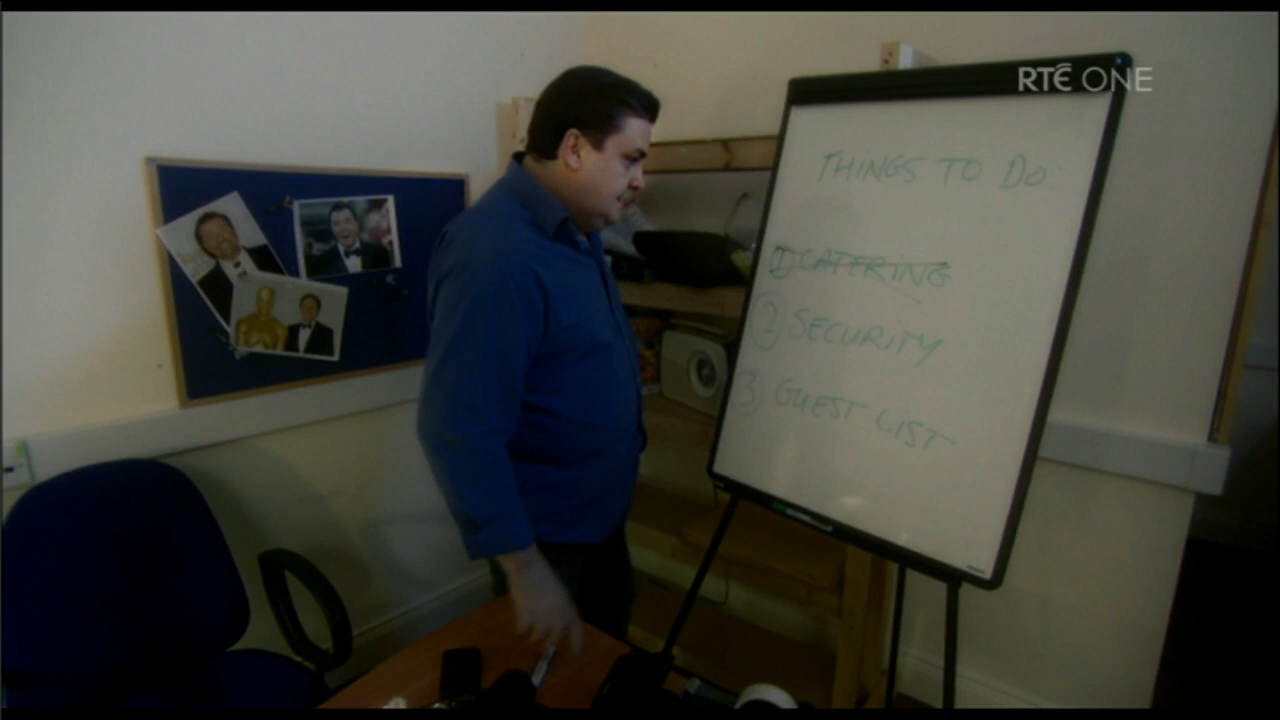 RTÉ ONE
THINGS TO DO
1) CATERING
2) SECURITY
3) GUEST LIST